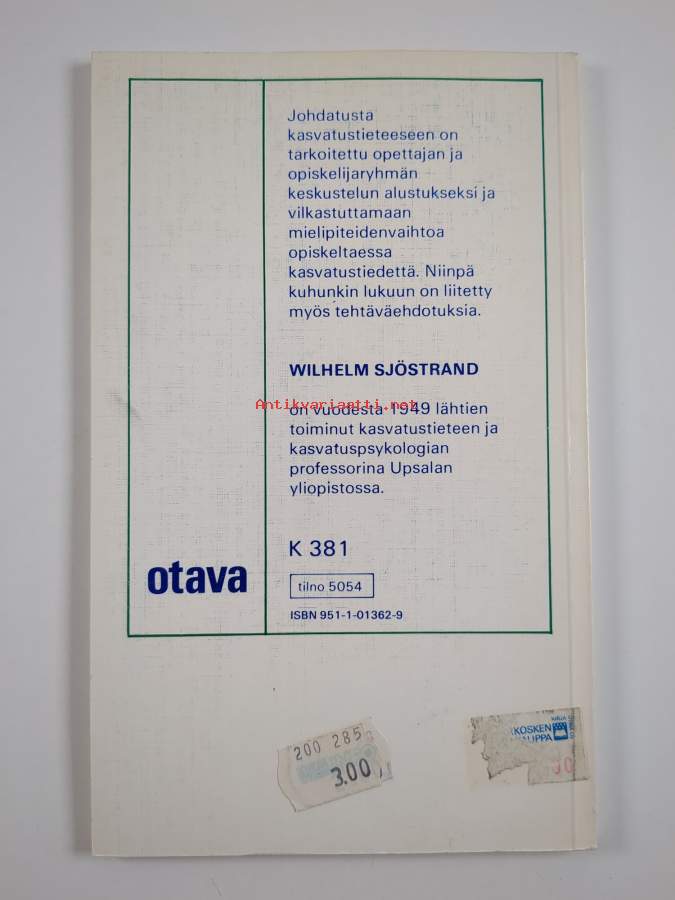 Johdatusta
kasvatustieteeseen on
tarkoitettu opettajan ja
opiskelijaryhmän
keskustelun alustukseksi ja
vilkastuttamaan
mielipiteidenvaihtoa
opiskeltaessa
kasvatustiedettä. Niinpä
kuhunkin lukuun on liitetty
myös tehtäväehdotuksia.
WILHELM SJÖSTRAND
Antikvariaatti.net
on vuodesta 1949 lähtien
toiminut kasvatustieteen ja
kasvatuspsykologian
professorina Upsalan
yliopistossa.
K 381
otava
tilno 5054
ISBN 951-1-01362-9
200 285
3.00
KOSKEN